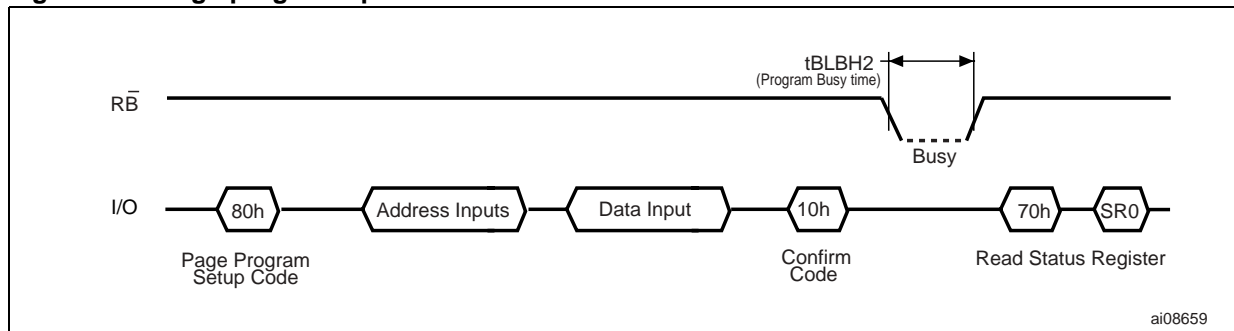 tBLBH2
(Program Busy time)
RB̅
Busy
I/O
80h
Address Inputs
Data Input
10h
70h
SR0
Page Program
Setup Code
Confirm
Code
Read Status Register
ai08659